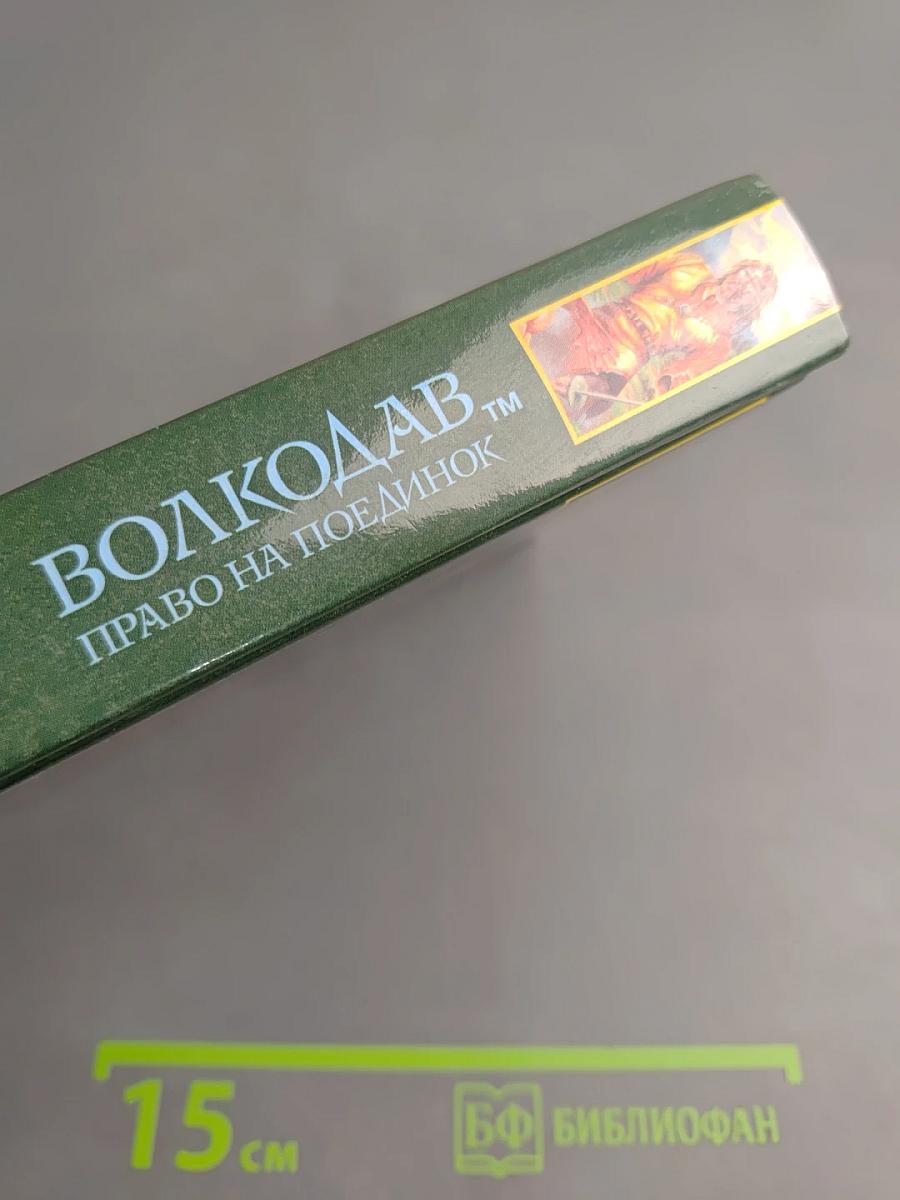 ВОЛКОДАВ™
ПРАВО НА ПОЕДИНОК
15 см
БФ БИБЛИОФАН